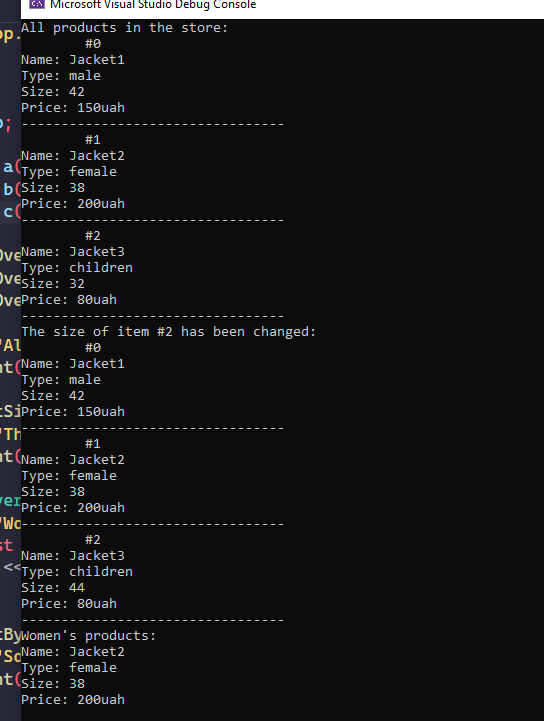 Microsoft Visual Studio Debug Console
All products in the store:
#0
Name: Jacket1
Type: male
Size: 42
Price: 150uah
---------------------------------
#1
Name: Jacket2
Type: female
Size: 38
Price: 200uah
---------------------------------
#2
Name: Jacket3
Type: children
Size: 32
Price: 80uah
---------------------------------
The size of item #2 has been changed:
#0
Name: Jacket1
Type: male
Size: 42
Price: 150uah
---------------------------------
#1
Name: Jacket2
Type: female
Size: 38
Price: 200uah
---------------------------------
#2
Name: Jacket3
Type: children
Size: 44
Price: 80uah
---------------------------------
Women's products:
Name: Jacket2
Type: female
Size: 38
Price: 200uah